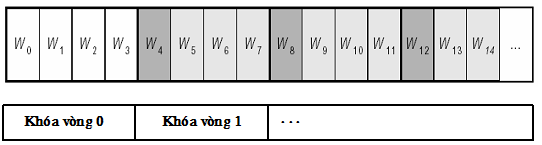 W0 W1 W2 W3 W4 W5 W6 W7 W8 W9 W10 W11 W12 W13 W14 ...
Khóa vòng 0 Khóa vòng 1 . . .